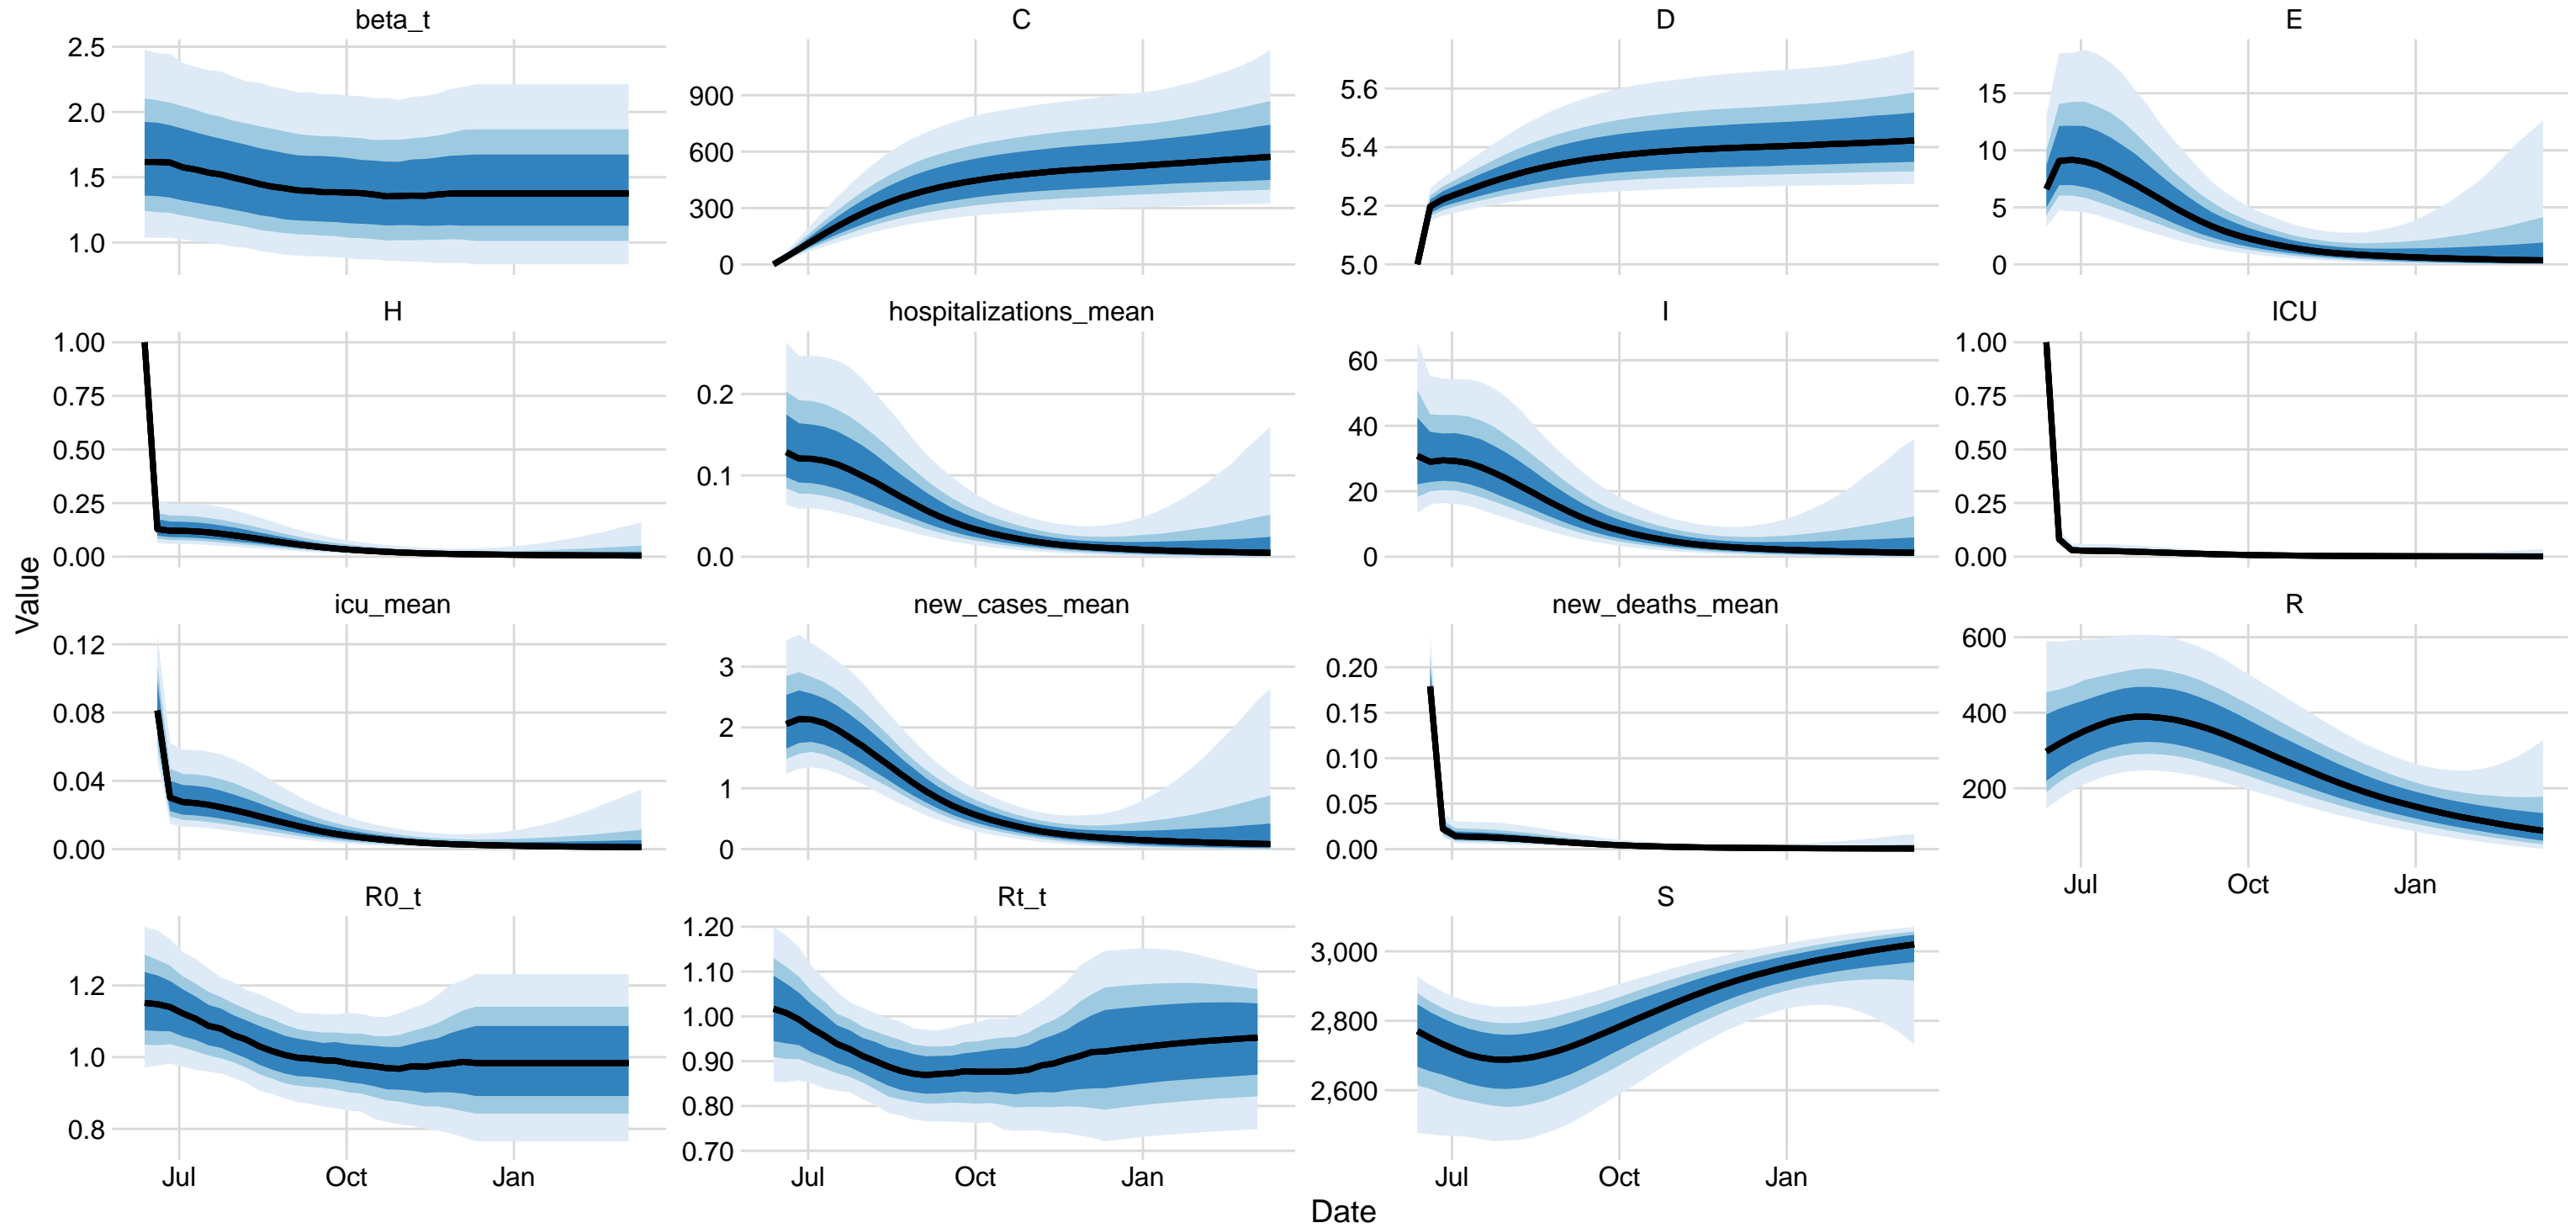 beta_t
C
D
E
2.5
2.0
1.5
1.0
900
600
300
0
5.6
5.4
5.2
5.0
15
10
5
0
H
hospitalizations_mean
I
ICU
1.00
0.75
0.50
0.25
0.00
0.2
0.1
0.0
60
40
20
0
1.00
0.75
0.50
0.25
0.00
Value
icu_mean
new_cases_mean
new_deaths_mean
R
0.12
0.08
0.04
0.00
3
2
1
0
0.20
0.15
0.10
0.05
0.00
600
400
200
Jul Oct Jan
R0_t
Rt_t
S
1.2
1.0
0.8
1.20
1.10
1.00
0.90
0.80
0.70
3,000
2,800
2,600
Jul Oct Jan
Jul Oct Jan
Jul Oct Jan
Date